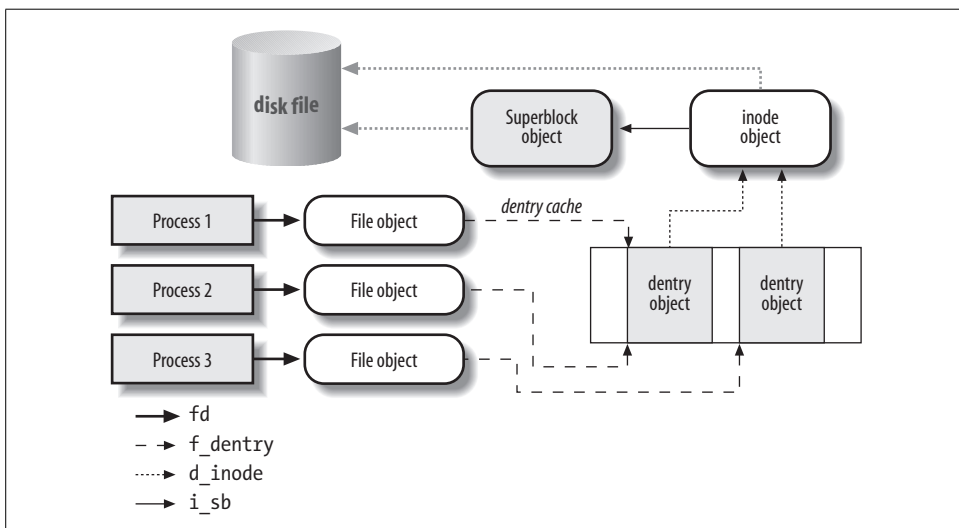 disk file
Superblock
object
inode
object
Process 1
File object
dentry cache
Process 2
File object
dentry
object
dentry
object
Process 3
File object
fd
f_dentry
d_inode
i_sb